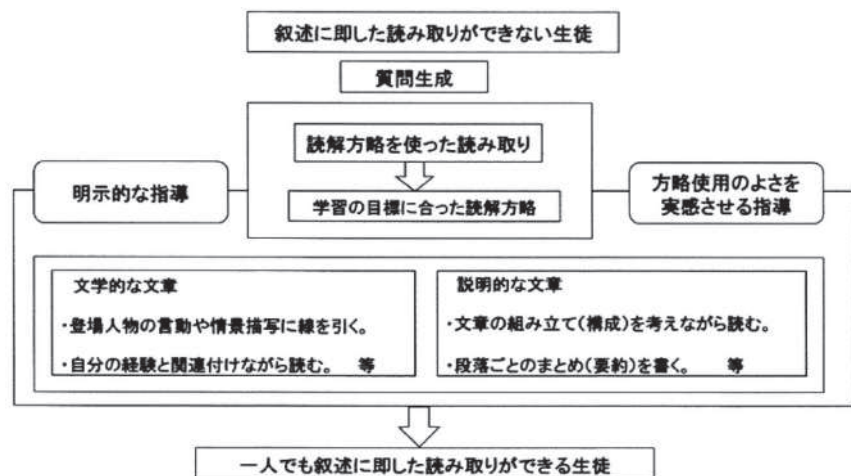 叙述に即した読み取りができない生徒
質問生成
読解方略を使った読み取り
学習の目標に合った読解方略
明示的な指導
方略使用のよさを
実感させる指導
文学的な文章
・登場人物の言動や情景描写に線を引く。
・自分の経験と関連付けながら読む。 等
説明的な文章
・文章の組み立て(構成)を考えながら読む。
・段落ごとのまとめ(要約)を書く。 等
一人でも叙述に即した読み取りができる生徒